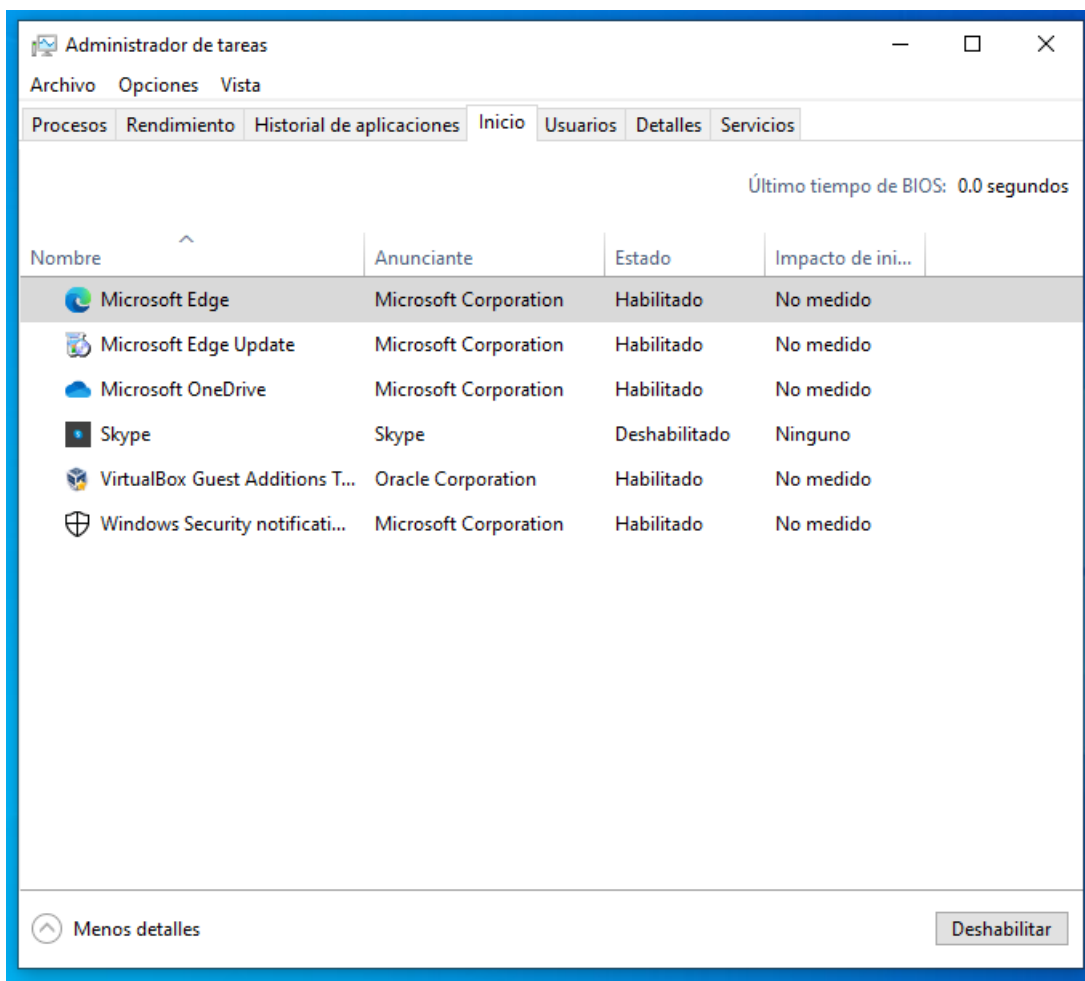 Administrador de tareas
Archivo Opciones Vista
Procesos Rendimiento Historial de aplicaciones Inicio Usuarios Detalles Servicios
Último tiempo de BIOS: 0.0 segundos
Nombre Anunciante Estado Impacto de ini...
Microsoft Edge Microsoft Corporation Habilitado No medido
Microsoft Edge Update Microsoft Corporation Habilitado No medido
Microsoft OneDrive Microsoft Corporation Habilitado No medido
Skype Skype Deshabilitado Ninguno
VirtualBox Guest Additions T... Oracle Corporation Habilitado No medido
Windows Security notificati... Microsoft Corporation Habilitado No medido
Menos detalles Deshabilitar